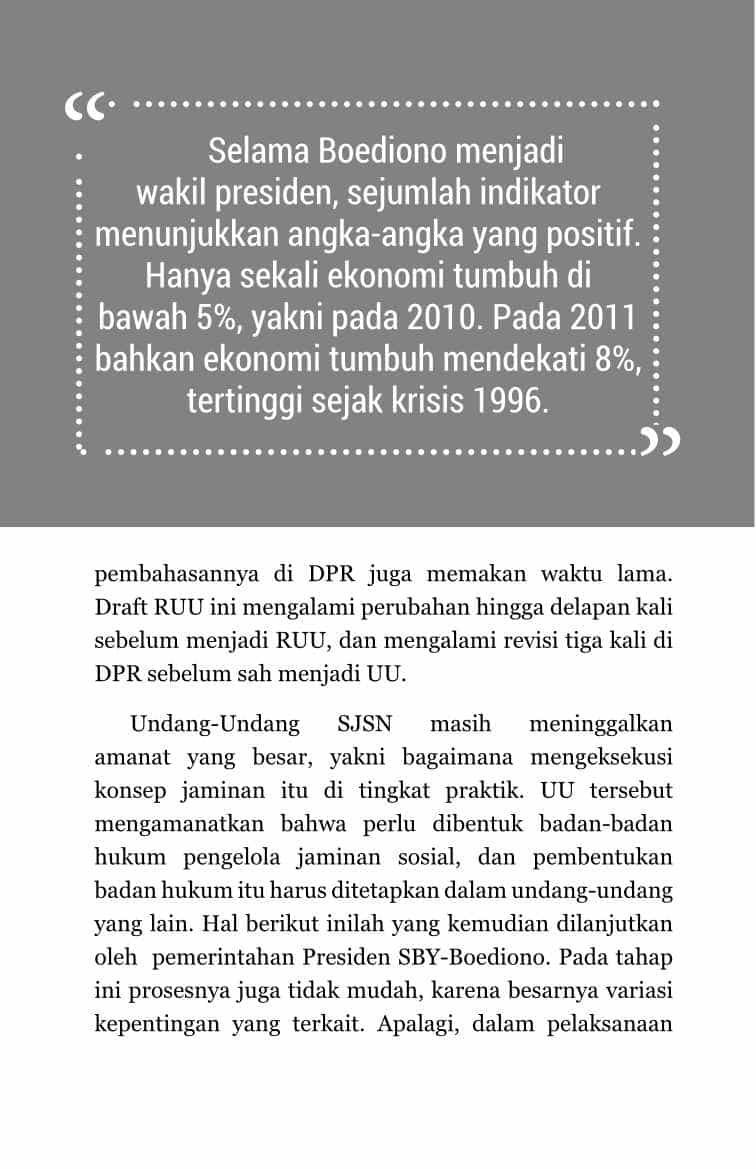 “
Selama Boediono menjadi
wakil presiden, sejumlah indikator
menunjukkan angka-angka yang positif.
Hanya sekali ekonomi tumbuh di
bawah 5%, yakni pada 2010. Pada 2011
bahkan ekonomi tumbuh mendekati 8%,
tertinggi sejak krisis 1996.
”
pembahasannya di DPR juga memakan waktu lama.
Draft RUU ini mengalami perubahan hingga delapan kali
sebelum menjadi RUU, dan mengalami revisi tiga kali di
DPR sebelum sah menjadi UU.
Undang-Undang SJSN masih meninggalkan
amanat yang besar, yakni bagaimana mengeksekusi
konsep jaminan itu di tingkat praktik. UU tersebut
mengamanatkan bahwa perlu dibentuk badan-badan
hukum pengelola jaminan sosial, dan pembentukan
badan hukum itu harus ditetapkan dalam undang-undang
yang lain. Hal berikut inilah yang kemudian dilanjutkan
oleh pemerintahan Presiden SBY-Boediono. Pada tahap
ini prosesnya juga tidak mudah, karena besarnya variasi
kepentingan yang terkait. Apalagi, dalam pelaksanaan